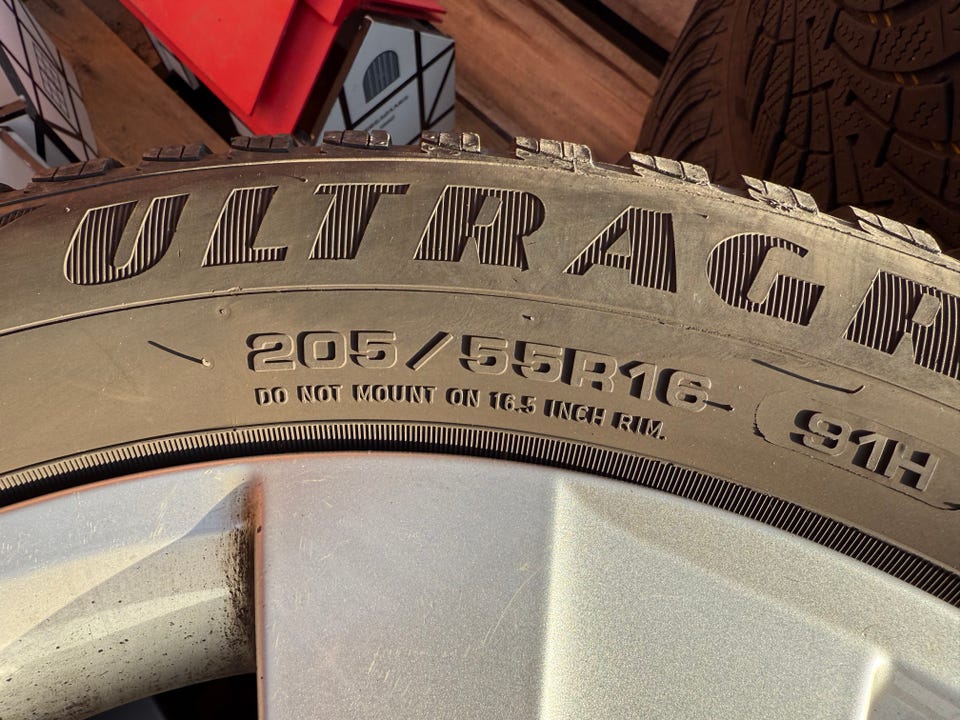 ULTRAGR
205/55R16
91H
DO NOT MOUNT ON 16.5 INCH RIM.